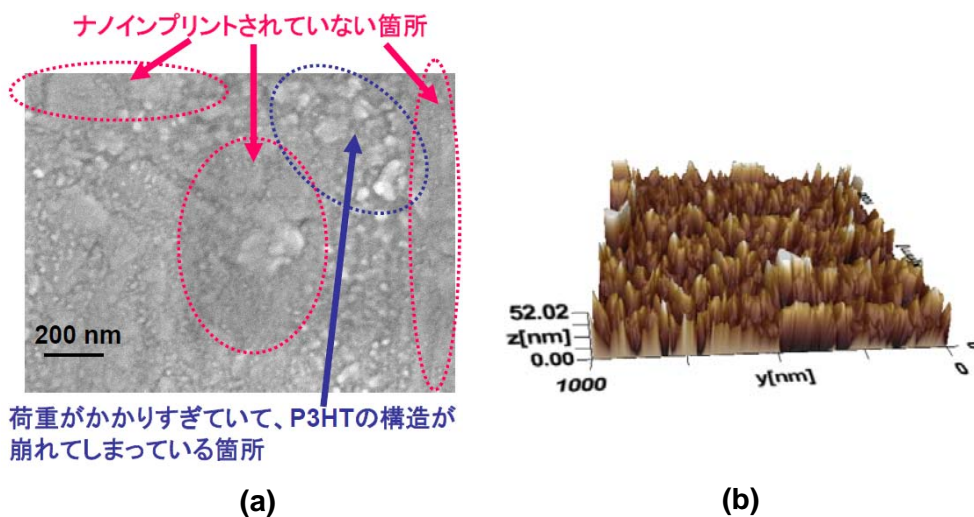 ナノインプリントされていない箇所
200 nm
荷重がかかりすぎていて、P3HTの構造が
崩れてしまっている箇所
(a)
52.02
z[nm]
0.00
1000
y[nm]
0
(b)